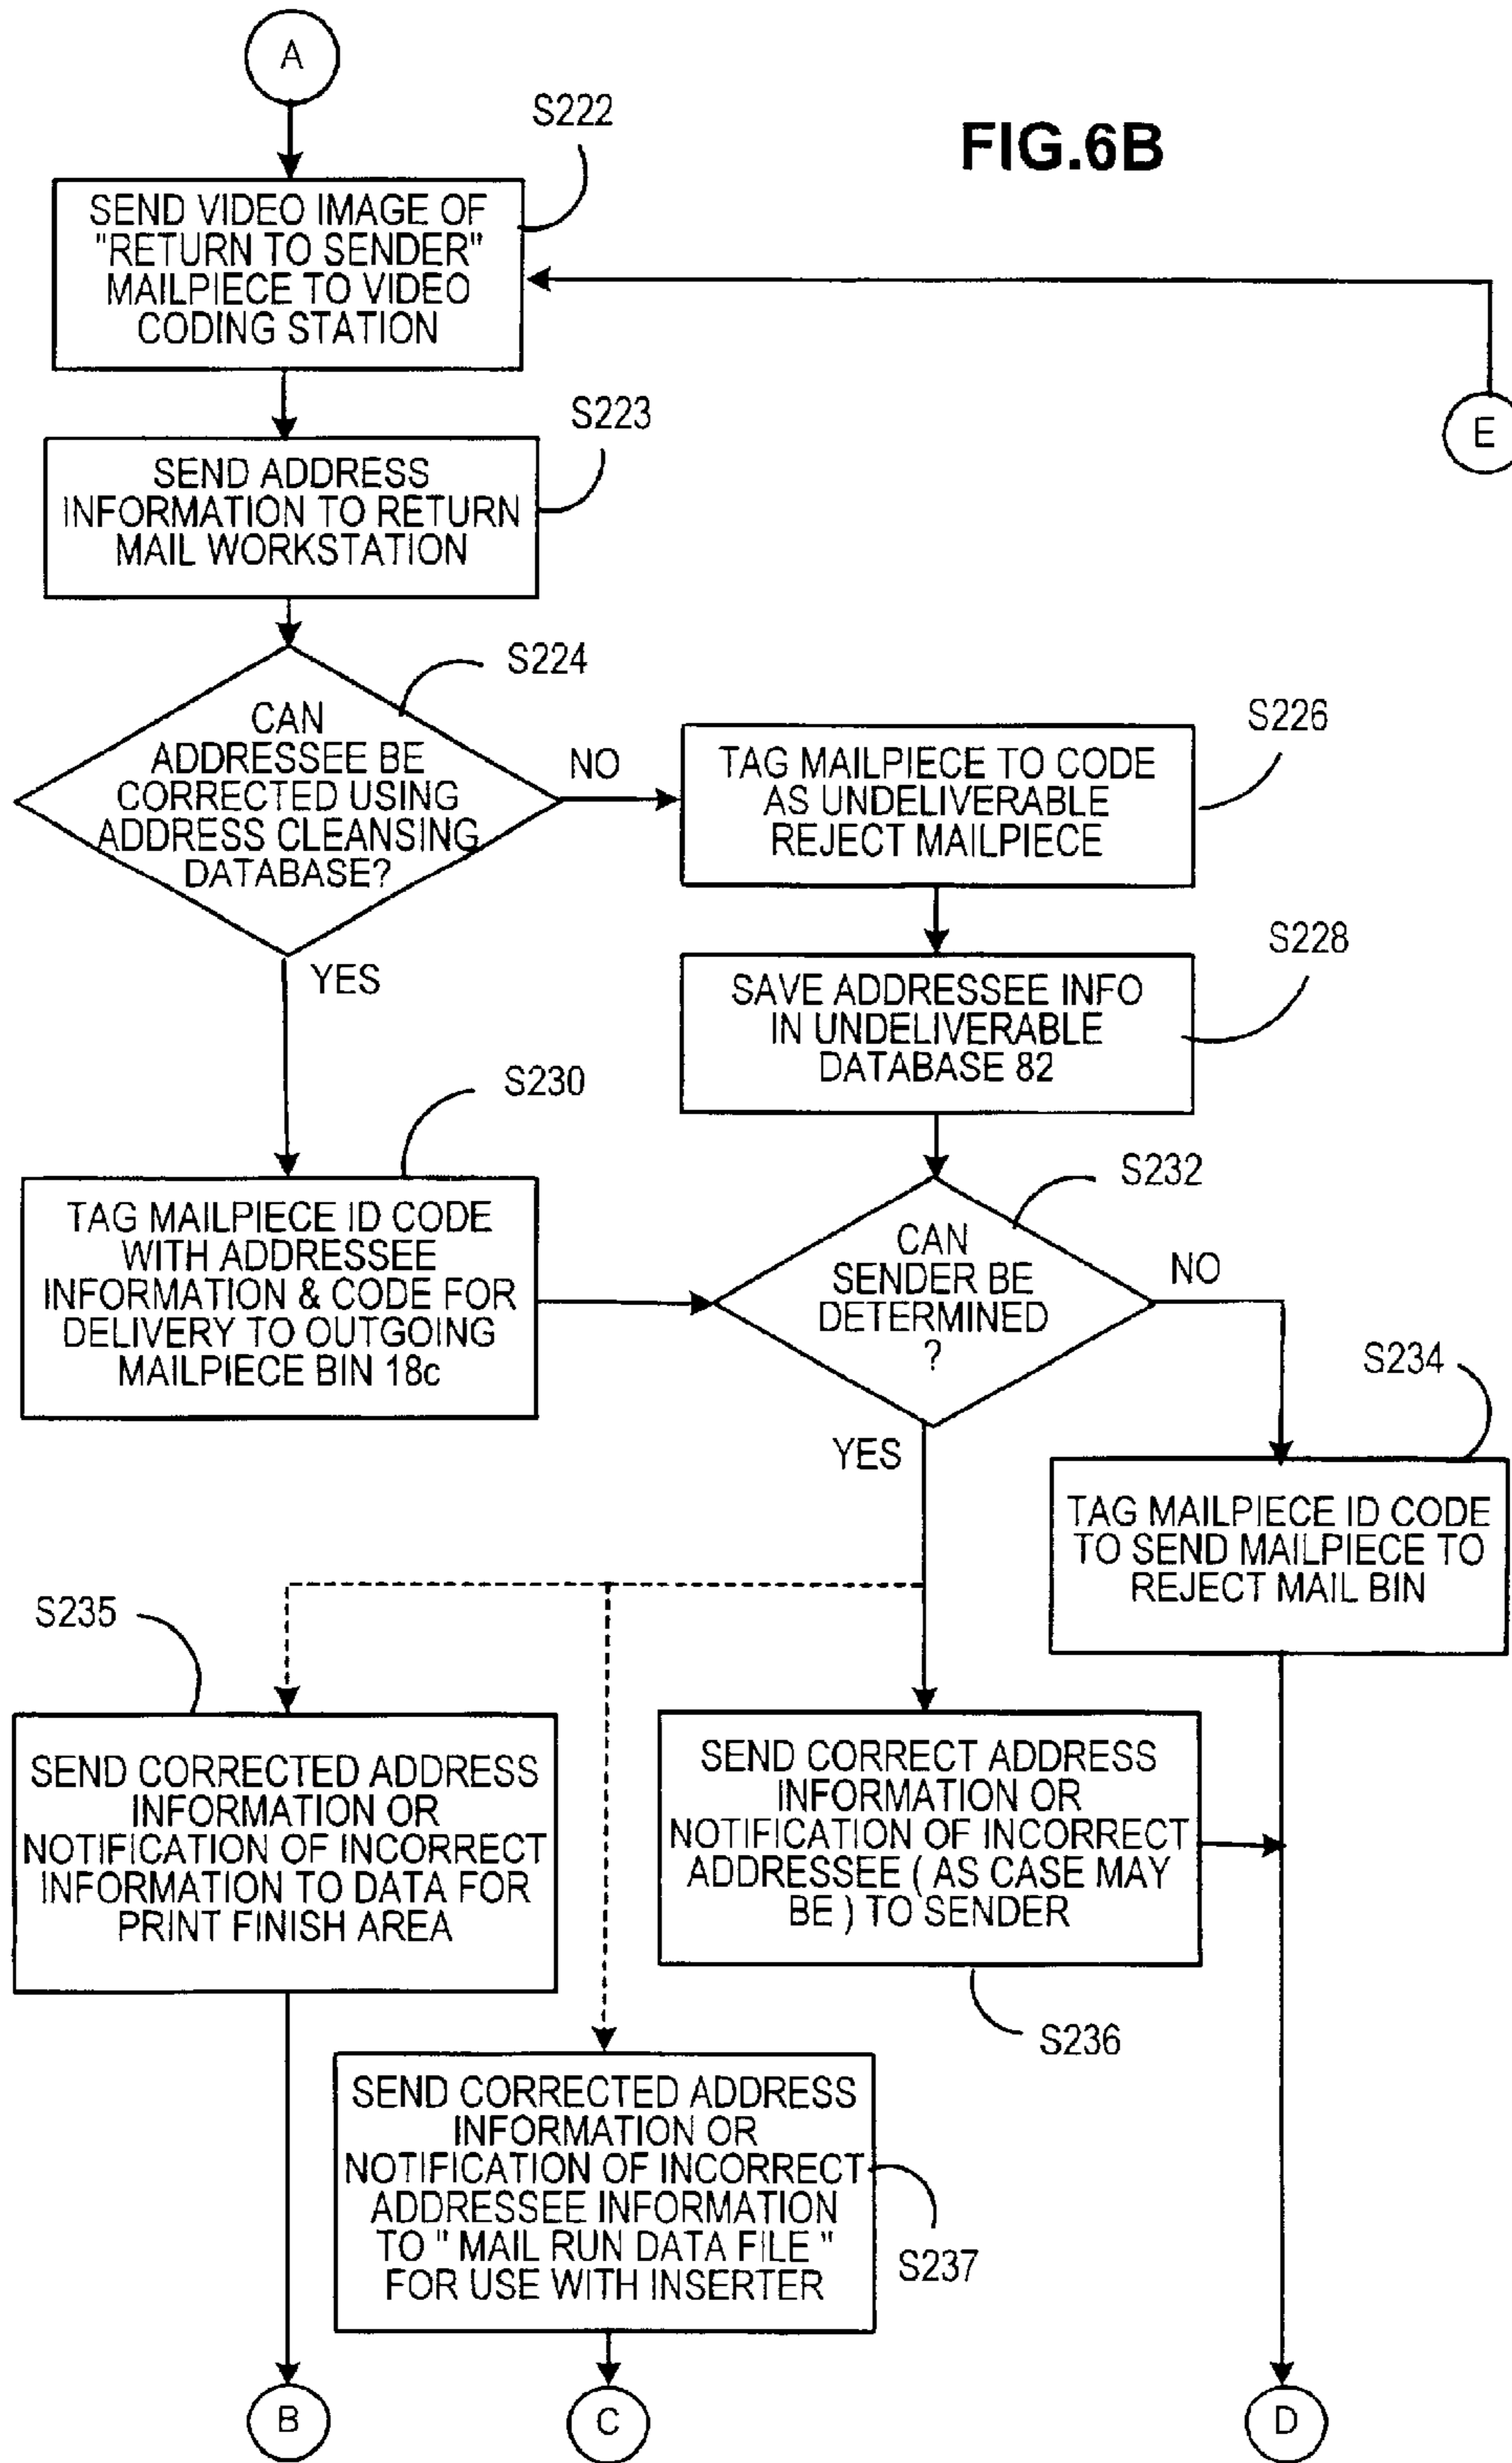 A
S222
FIG.6B
SEND VIDEO IMAGE OF
"RETURN TO SENDER"
MAILPIECE TO VIDEO
CODING STATION
E
S223
SEND ADDRESS
INFORMATION TO RETURN
MAIL WORKSTATION
S224
CAN
ADDRESSEE BE
CORRECTED USING
ADDRESS CLEANSING
DATABASE?
NO
YES
S226
TAG MAILPIECE TO CODE
AS UNDELIVERABLE
REJECT MAILPIECE
S228
SAVE ADDRESSEE INFO
IN UNDELIVERABLE
DATABASE 82
S230
TAG MAILPIECE ID CODE
WITH ADDRESSEE
INFORMATION & CODE FOR
DELIVERY TO OUTGOING
MAILPIECE BIN 18c
S232
CAN
SENDER BE
DETERMINED
?
NO
YES
S234
TAG MAILPIECE ID CODE
TO SEND MAILPIECE TO
REJECT MAIL BIN
S235
SEND CORRECTED ADDRESS
INFORMATION OR
NOTIFICATION OF INCORRECT
INFORMATION TO DATA FOR
PRINT FINISH AREA
SEND CORRECT ADDRESS
INFORMATION OR
NOTIFICATION OF INCORRECT
ADDRESSEE ( AS CASE MAY
BE ) TO SENDER
S236
SEND CORRECTED ADDRESS
INFORMATION OR
NOTIFICATION OF INCORRECT
ADDRESSEE INFORMATION
TO " MAIL RUN DATA FILE "
FOR USE WITH INSERTER
S237
B
C
D